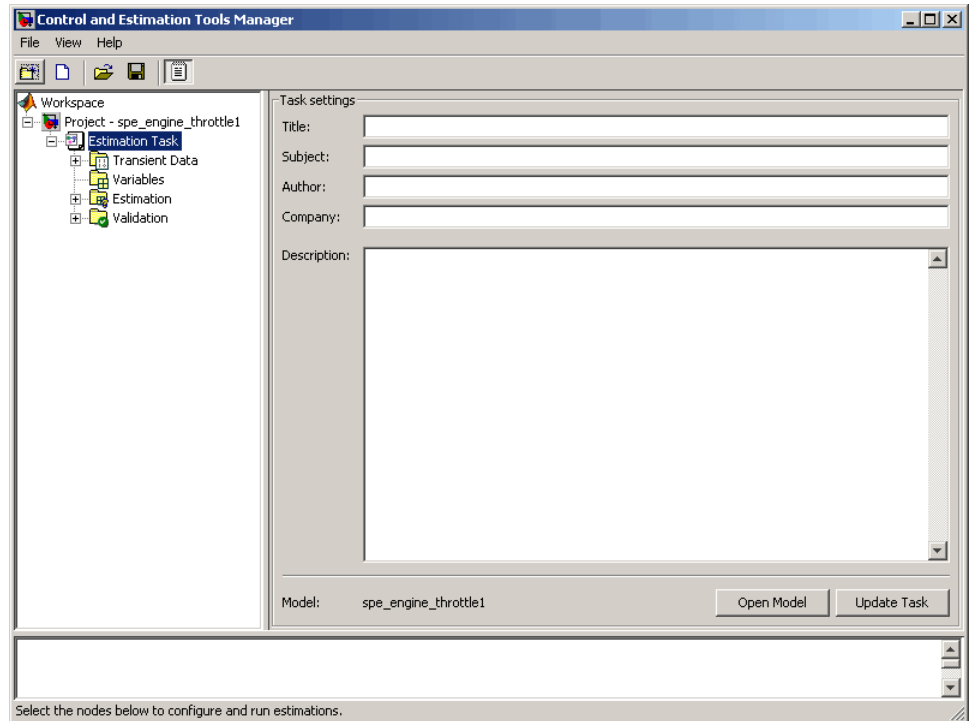 Control and Estimation Tools Manager
File View Help
Workspace
Project - spe_engine_throttle1
Estimation Task
Transient Data
Variables
Estimation
Validation
Task settings
Title:
Subject:
Author:
Company:
Description:
Model: spe_engine_throttle1 Open Model Update Task
Select the nodes below to configure and run estimations.